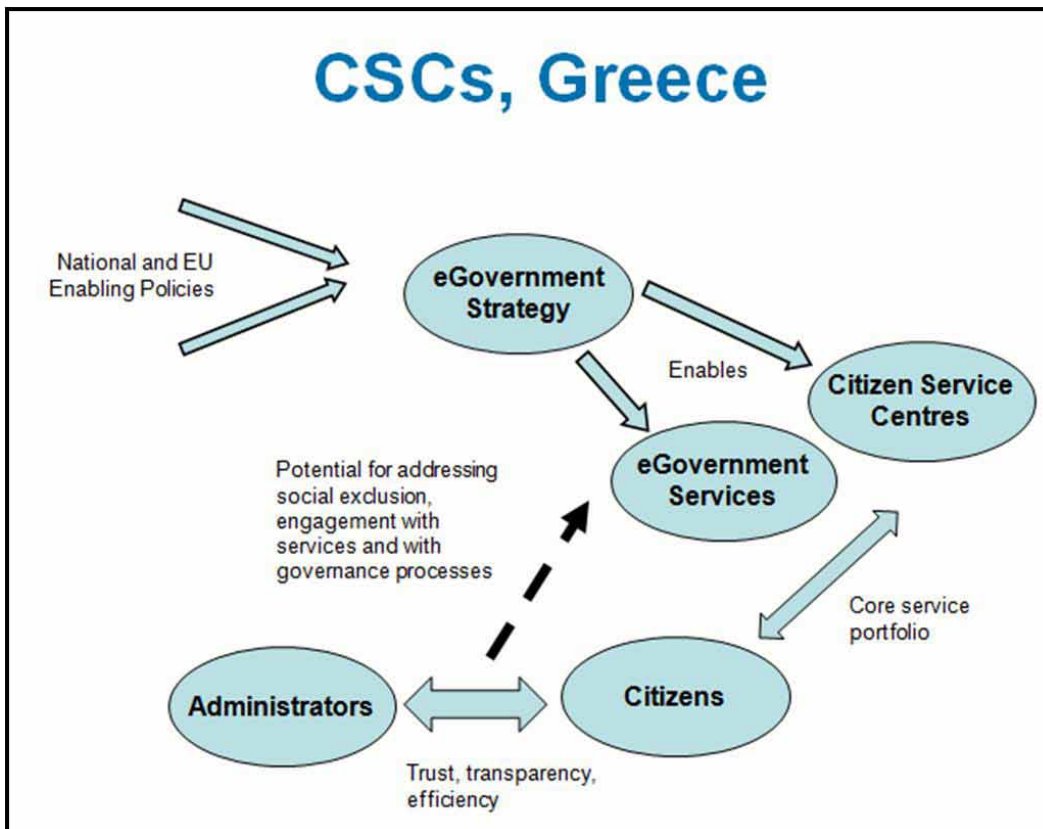 CSCs, Greece
National and EU
Enabling Policies
eGovernment
Strategy
Enables
Citizen Service
Centres
eGovernment
Services
Potential for addressing
social exclusion,
engagement with
services and with
governance processes
Core service
portfolio
Administrators
Citizens
Trust, transparency,
efficiency